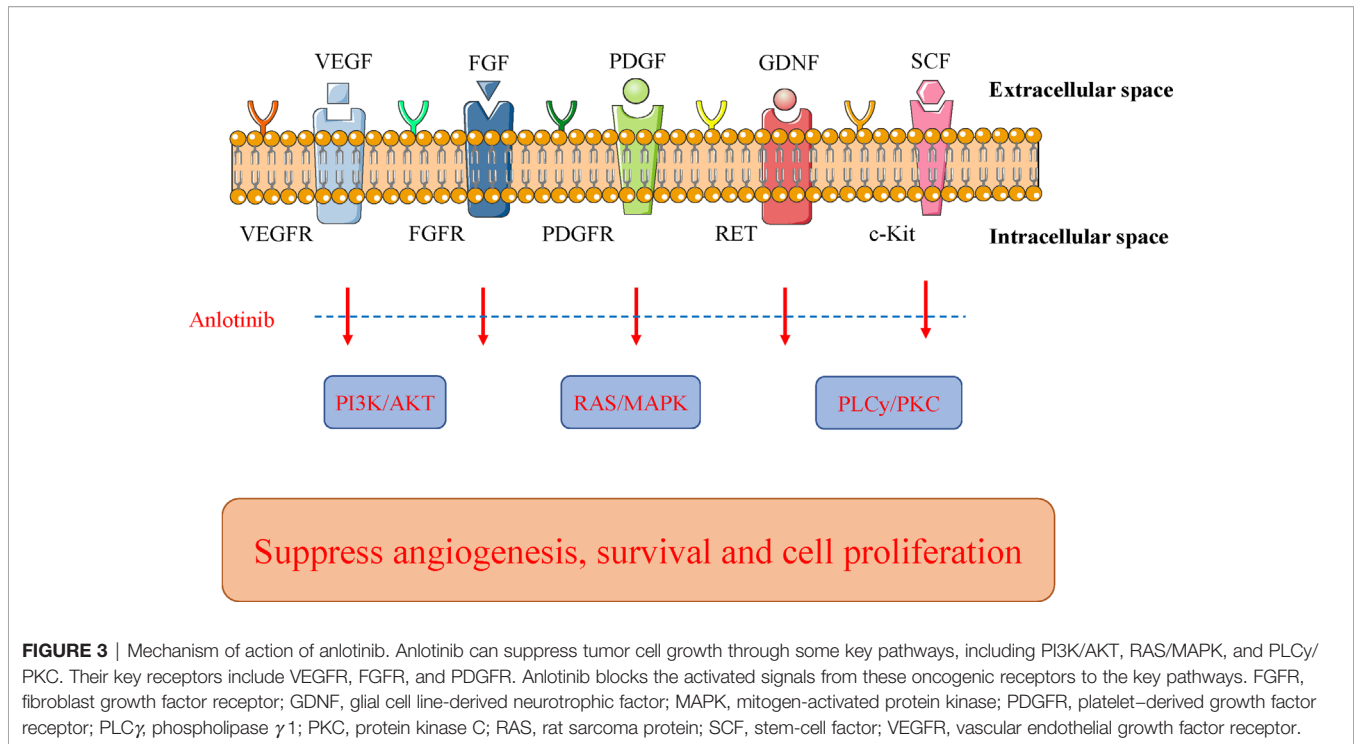 VEGF FGF PDGF GDNF SCF
Extracellular space
VEGFR FGFR PDGFR RET c-Kit
Intracellular space
Anlotinib
PI3K/AKT RAS/MAPK PLCy/PKC
Suppress angiogenesis, survival and cell proliferation
FIGURE 3 | Mechanism of action of anlotinib. Anlotinib can suppress tumor cell growth through some key pathways, including PI3K/AKT, RAS/MAPK, and PLCy/
PKC. Their key receptors include VEGFR, FGFR, and PDGFR. Anlotinib blocks the activated signals from these oncogenic receptors to the key pathways. FGFR,
fibroblast growth factor receptor; GDNF, glial cell line-derived neurotrophic factor; MAPK, mitogen-activated protein kinase; PDGFR, platelet–derived growth factor
receptor; PLCγ, phospholipase γ 1; PKC, protein kinase C; RAS, rat sarcoma protein; SCF, stem-cell factor; VEGFR, vascular endothelial growth factor receptor.